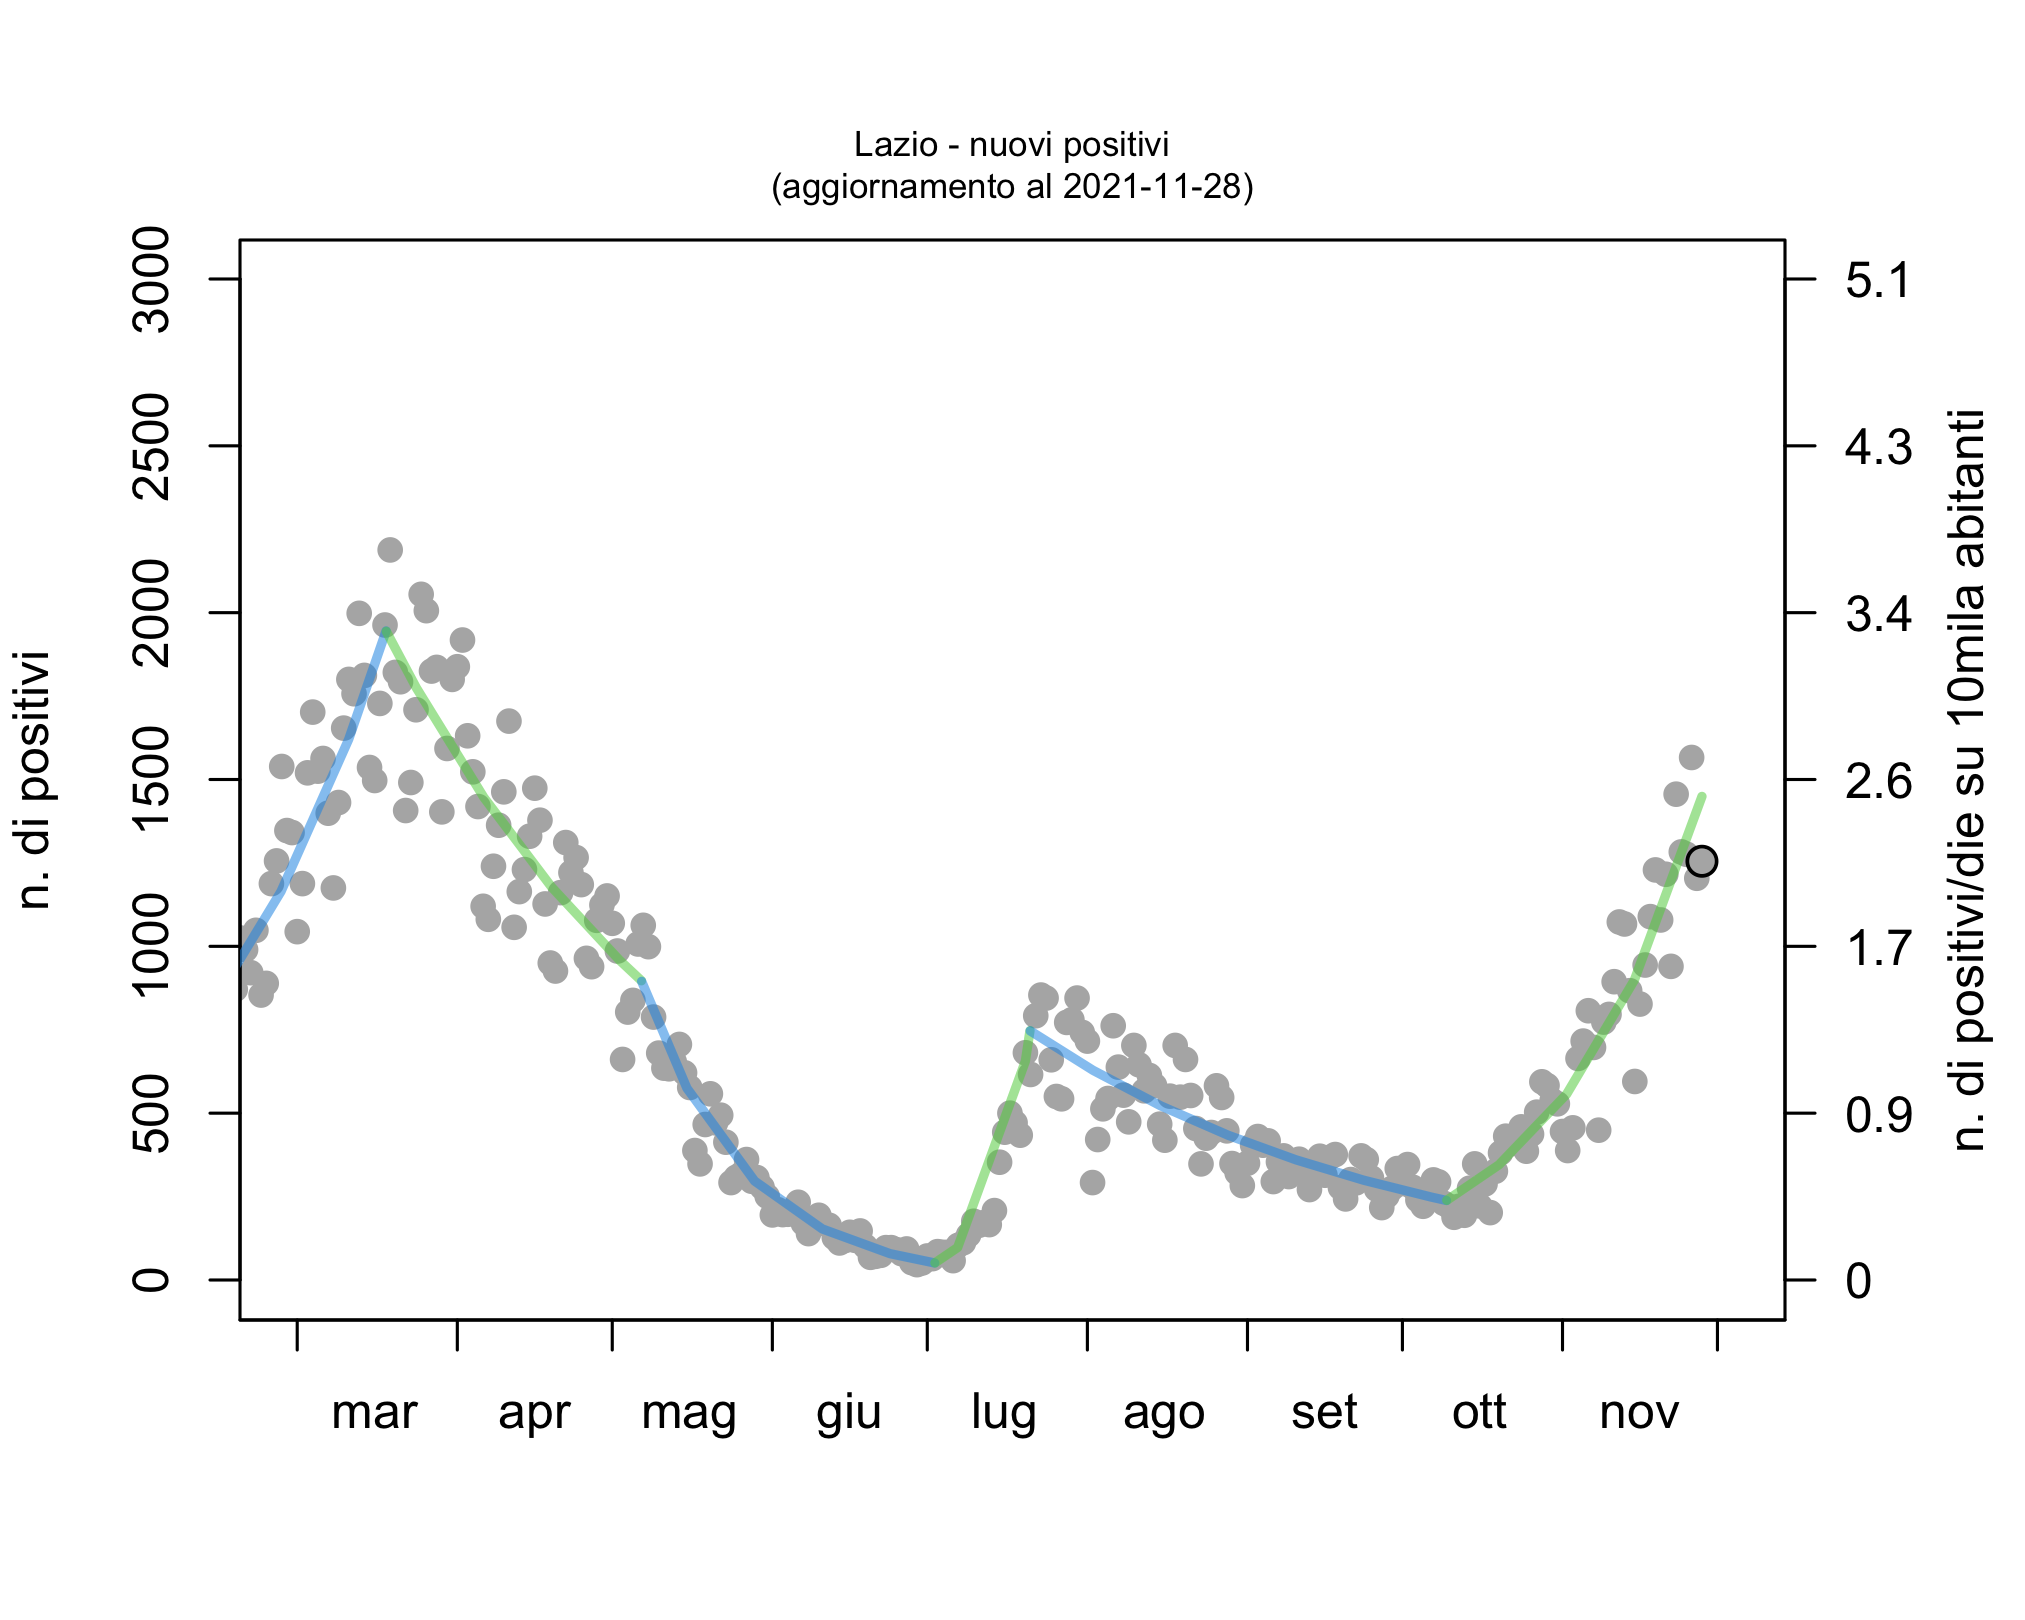 Lazio - nuovi positivi
(aggiornamento al 2021-11-28)
n. di positivi
3000
2500
2000
1500
1000
500
0
5.1
4.3
3.4
2.6
1.7
0.9
0
n. di positivi/die su 10mila abitanti
mar apr mag giu lug ago set ott nov